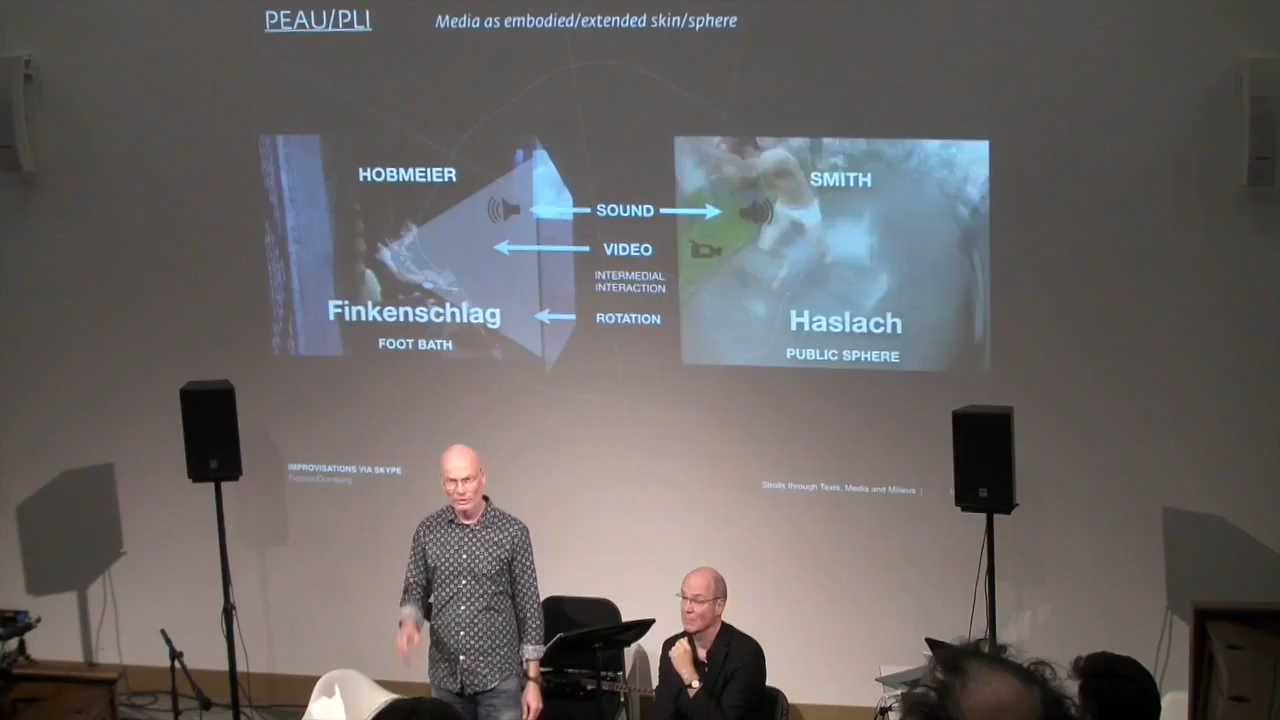 PEAU/PLI
Media as embodied/extended skin/sphere
HOBMEIER
SMITH
SOUND
VIDEO
INTERMEDIAL
INTERACTION
ROTATION
Finkenschlag
FOOT BATH
Haslach
PUBLIC SPHERE
IMPROVISATIONS VIA SKYPE
Strolls through Texts, Media and Milieus |